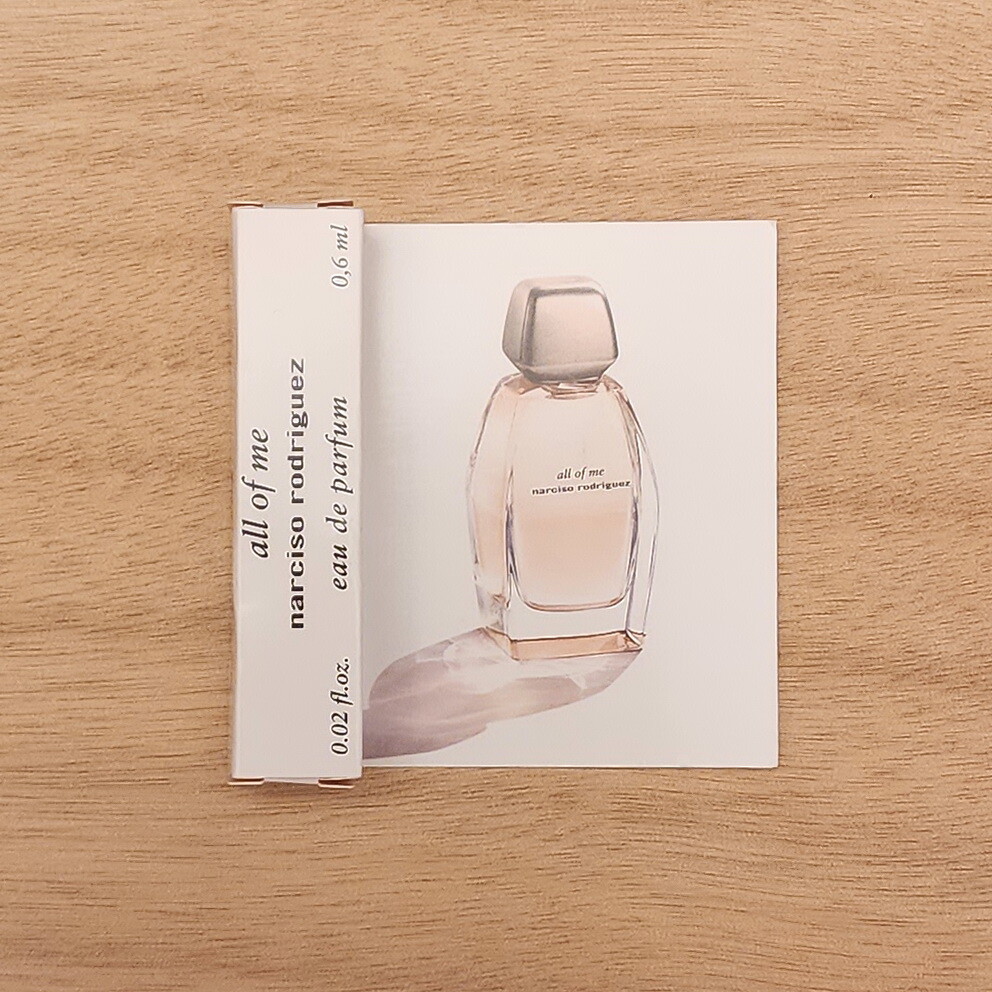 all of me
narciso rodriguez
0.02 fl.oz. eau de parfum 0,6 ml
all of me
narciso rodriguez